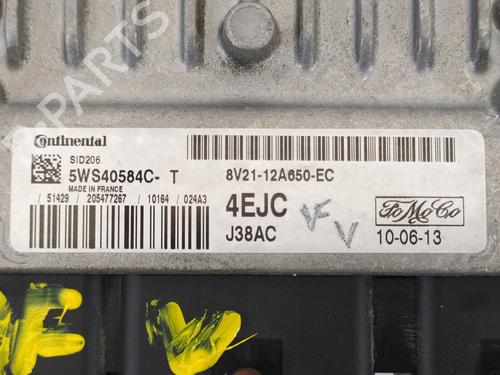 Continental
SID206
5WS40584C- T
MADE IN FRANCE
/ 51429 / 205477267 / 10164 / 024A3
8V21-12A650-EC
4EJC
J38AC
VF
V
FoMoCo
10-06-13